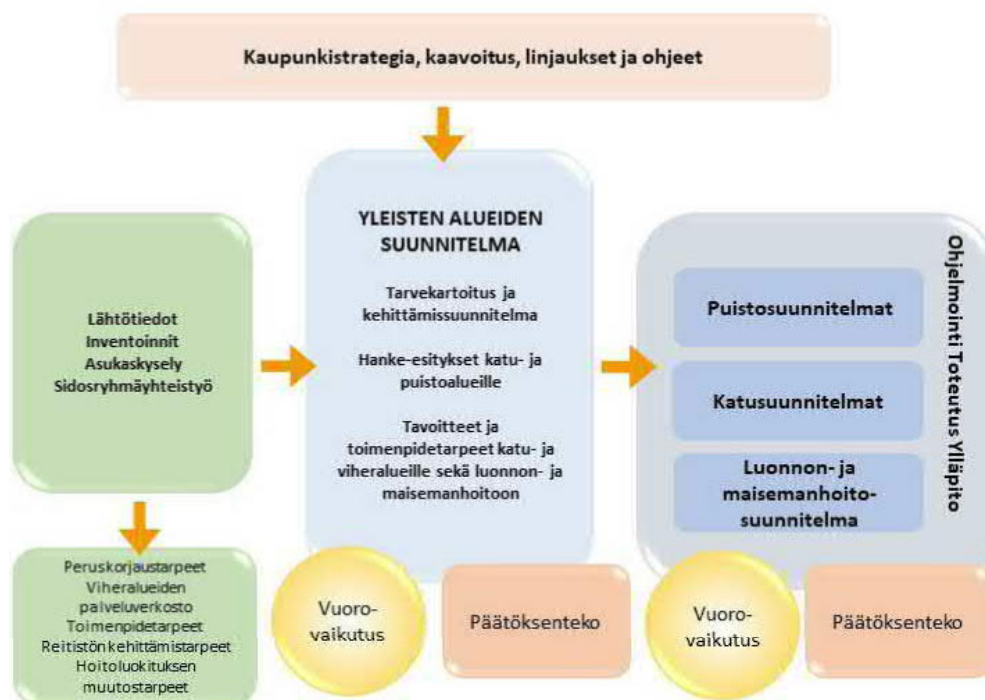 Kaupunkistrategia, kaavoitus, linjaukset ja ohjeet
Lähtötiedot
Inventoinnit
Asukaskysely
Sidosryhmäyhteistyö
Peruskorjaustarpeet
Viheralueiden
palveluverkosto
Toimenpidetarpeet
Reitistön kehittämistarpeet
Hoitoluokituksen
muutostarpeet
YLEISTEN ALUEIDEN
SUUNNITELMA
Tarvekartoitus ja
kehittämissuunnitelma
Hanke-esitykset katu- ja
puistoalueille
Tavoitteet ja
toimenpidetarpeet katu- ja
viheralueille sekä luonnon- ja
maisemanhoitoon
Vuoro-
vaikutus
Päätöksenteko
Puistosuunnitelmat
Katusuunnitelmat
Luonnon- ja
maisemanhoito-
suunnitelma
Ohjelmointi Toteutus Ylläpito
Vuoro-
vaikutus
Päätöksenteko